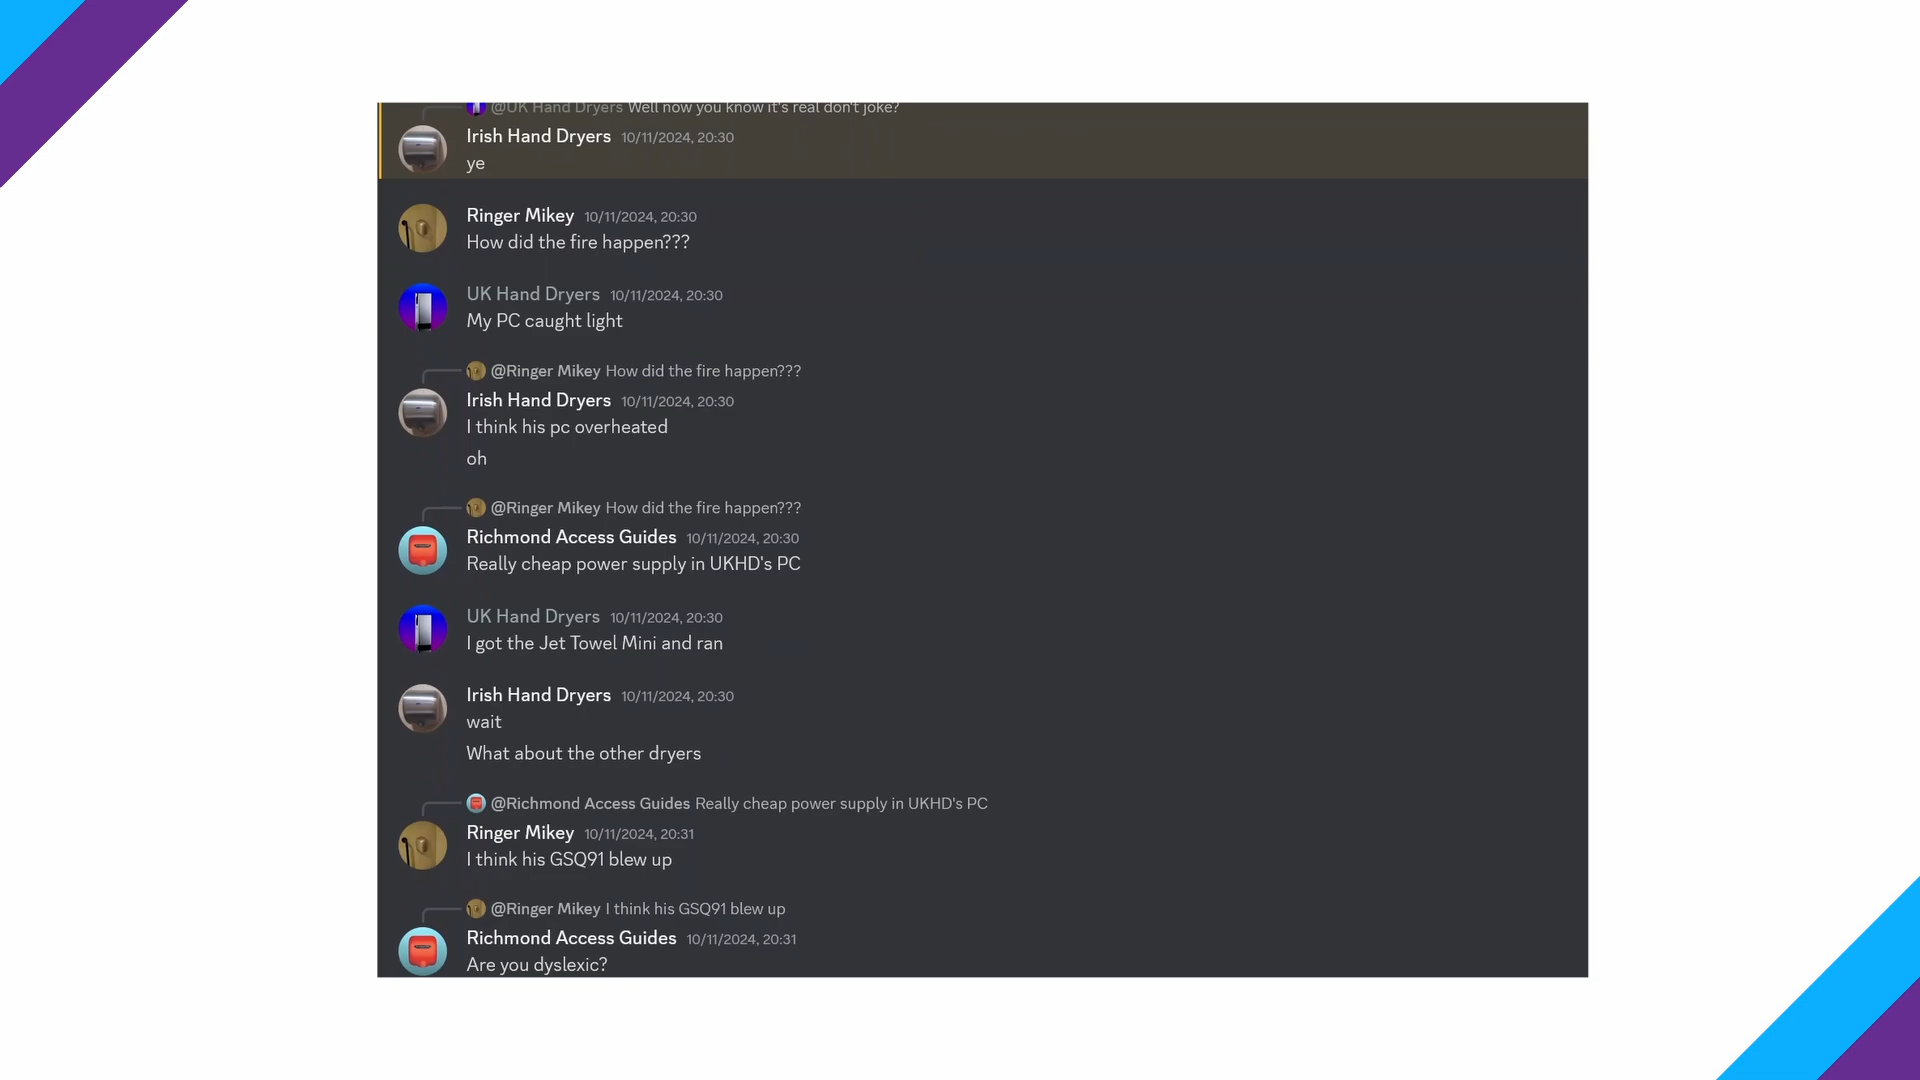 @UK Hand Dryers Well now you know it's real don't joke?
Irish Hand Dryers 10/11/2024, 20:30
ye
Ringer Mikey 10/11/2024, 20:30
How did the fire happen???
UK Hand Dryers 10/11/2024, 20:30
My PC caught light
@Ringer Mikey How did the fire happen???
Irish Hand Dryers 10/11/2024, 20:30
I think his pc overheated
oh
@Ringer Mikey How did the fire happen???
Richmond Access Guides 10/11/2024, 20:30
Really cheap power supply in UKHD's PC
UK Hand Dryers 10/11/2024, 20:30
I got the Jet Towel Mini and ran
Irish Hand Dryers 10/11/2024, 20:30
wait
What about the other dryers
@Richmond Access Guides Really cheap power supply in UKHD's PC
Ringer Mikey 10/11/2024, 20:31
I think his GSQ91 blew up
@Ringer Mikey I think his GSQ91 blew up
Richmond Access Guides 10/11/2024, 20:31
Are you dyslexic?